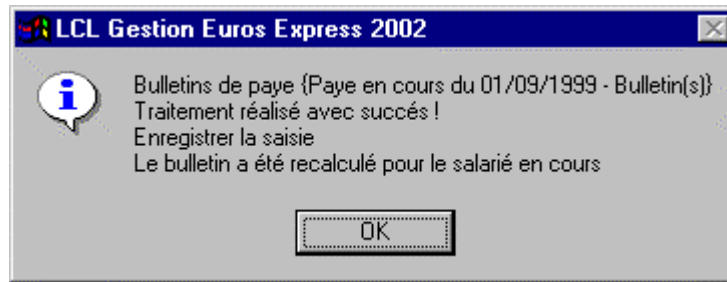 LCL Gestion Euros Express 2002
Bulletins de paye {Paye en cours du 01/09/1999 - Bulletin(s)}
Traitement réalisé avec succés !
Enregistrer la saisie
Le bulletin a été recalculé pour le salarié en cours
OK